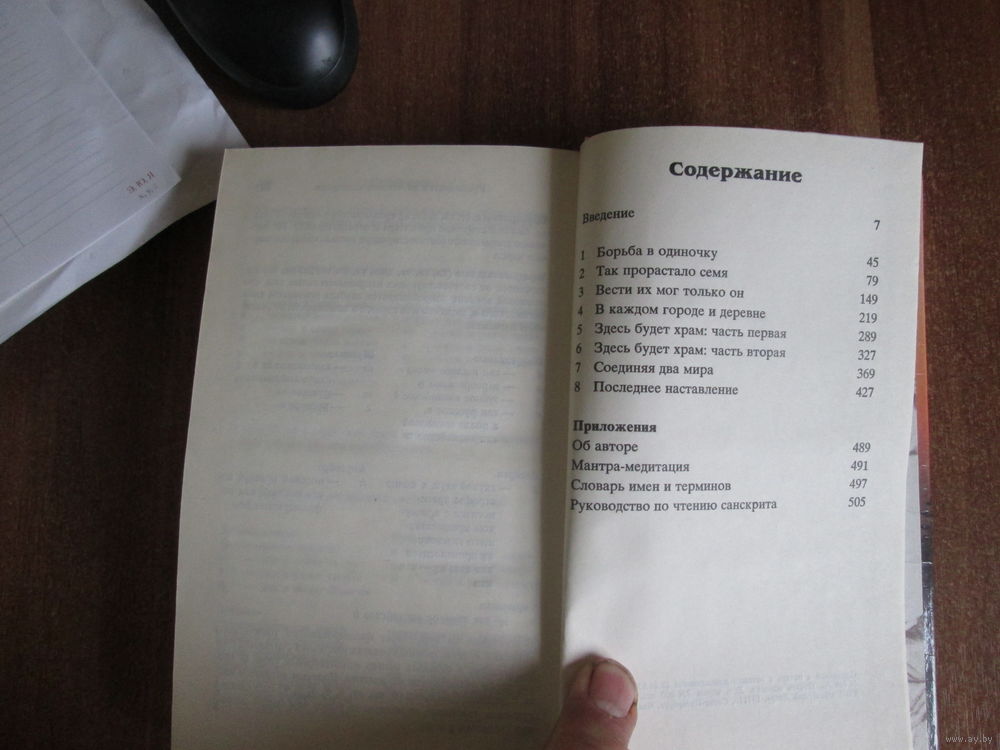 Содержание
Введение 7
1 Борьба в одиночку 45
2 Так прорастало семя 79
3 Вести их мог только он 149
4 В каждом городе и деревне 219
5 Здесь будет храм: часть первая 289
6 Здесь будет храм: часть вторая 327
7 Соединяя два мира 369
8 Последнее наставление 427
Приложения
Об авторе 489
Мантра-медитация 491
Словарь имен и терминов 497
Руководство по чтению санскрита 505
Э, Ю, Я
www.ay.by